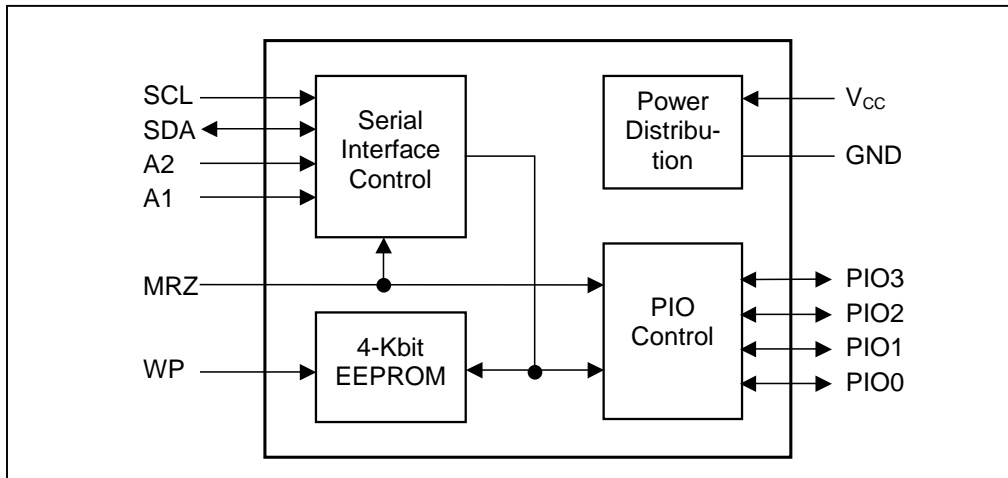 SCL
SDA
A2
A1
MRZ
WP
Serial
Interface
Control
4-Kbit
EEPROM
Power
Distribu-
tion
PIO
Control
VCC
GND
PIO3
PIO2
PIO1
PIO0